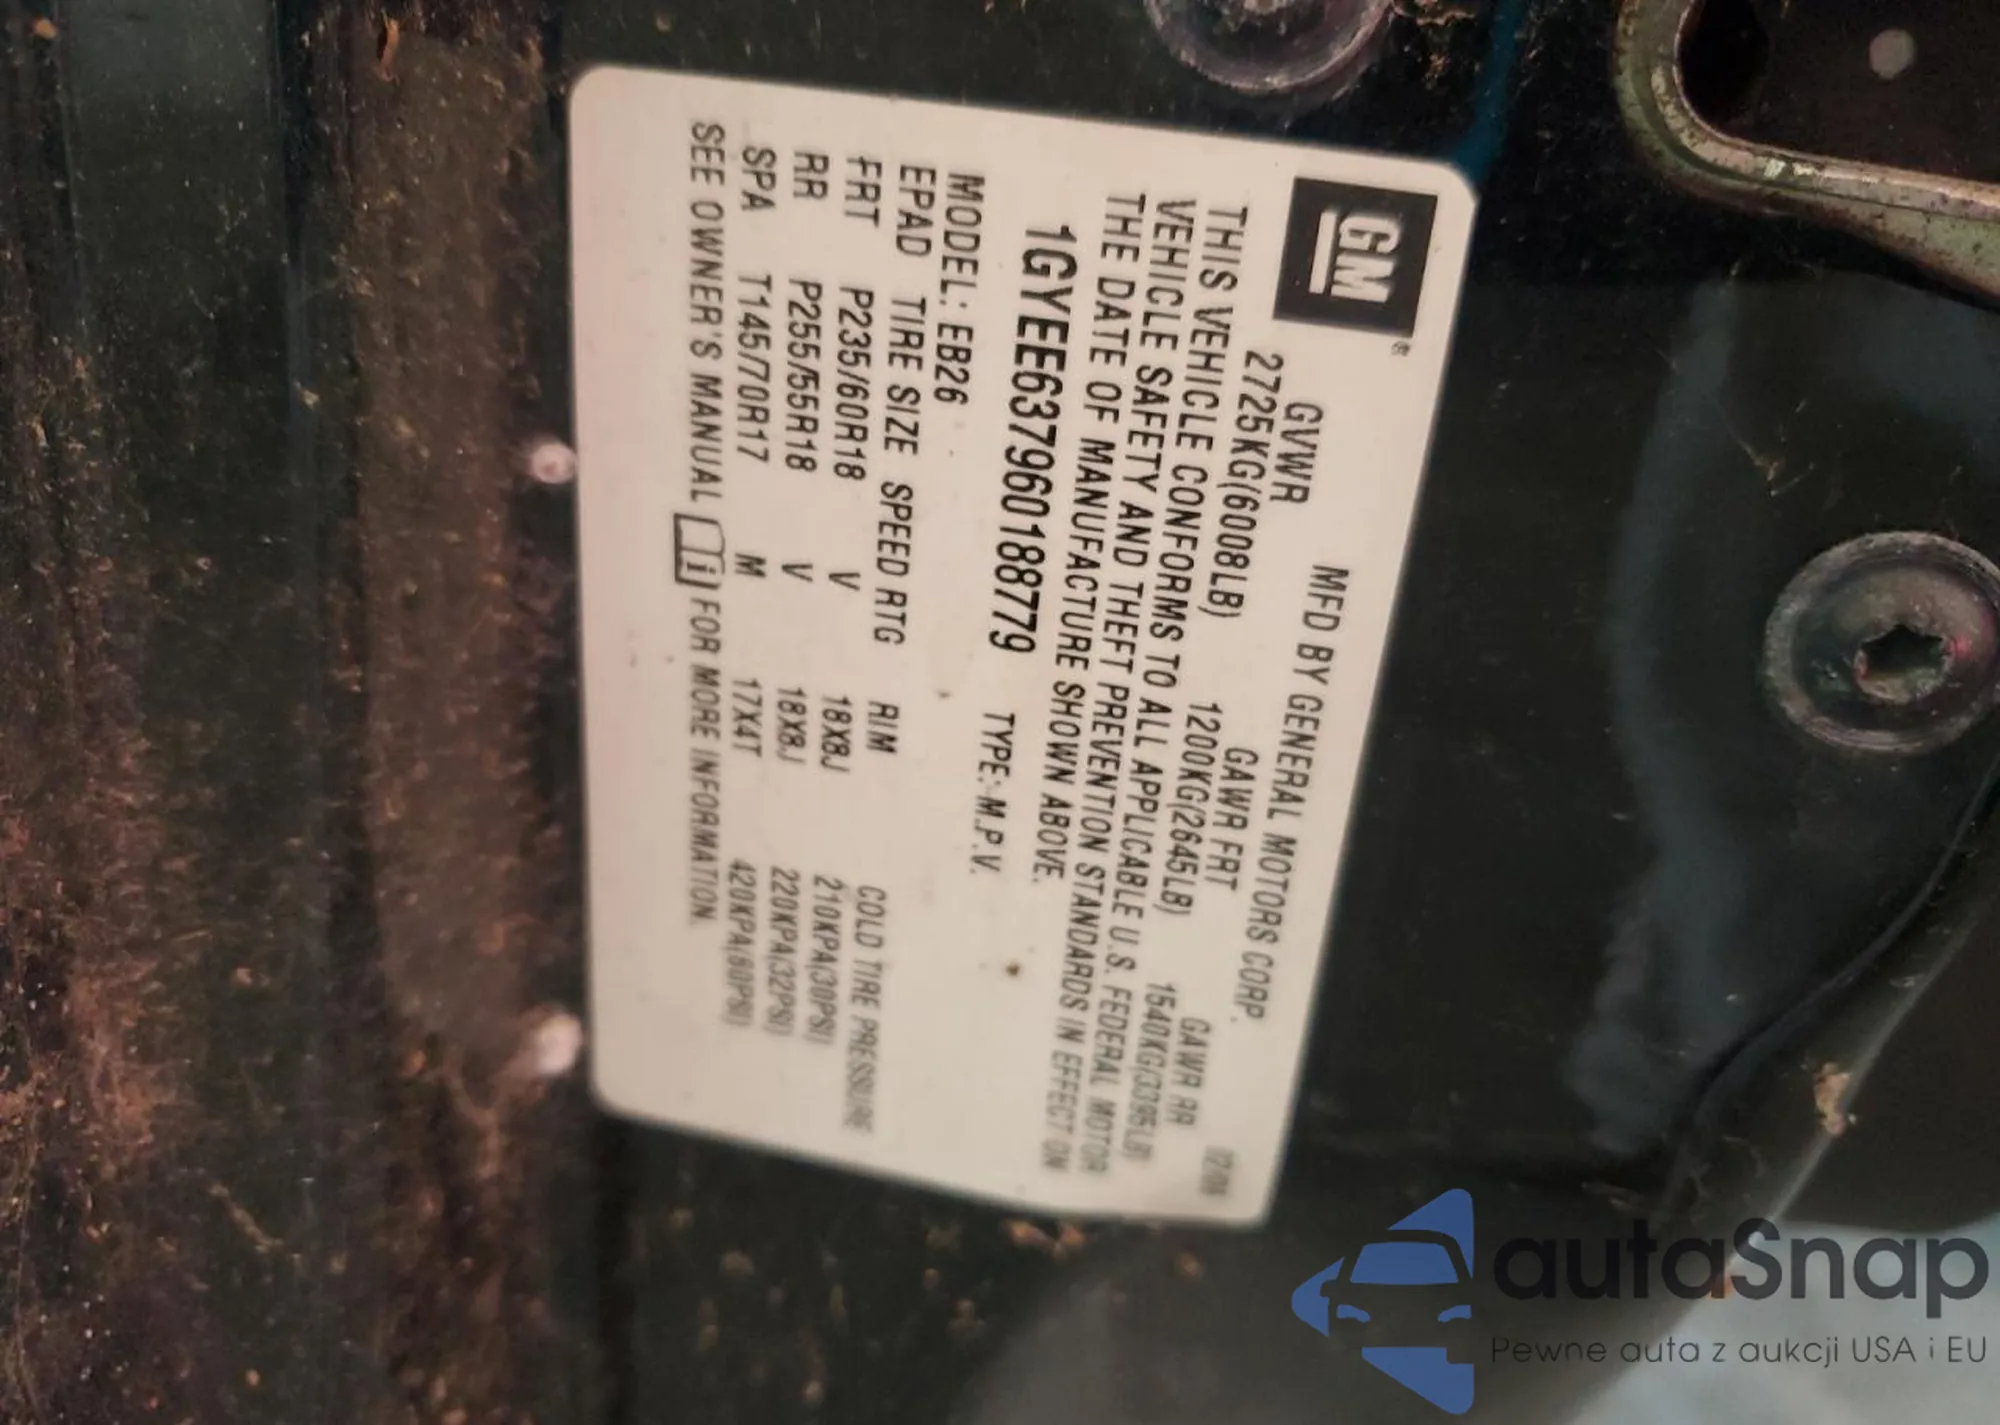 GM®
MFD BY GENERAL MOTORS CORP. 12/08
GVWR GAWR FRT GAWR RR
2725KG(6008LB) 1200KG(2645LB) 1540KG(3395LB)
THIS VEHICLE CONFORMS TO ALL APPLICABLE U.S. FEDERAL MOTOR
VEHICLE SAFETY AND THEFT PREVENTION STANDARDS IN EFFECT ON
THE DATE OF MANUFACTURE SHOWN ABOVE.
1GYEE637960188779 TYPE: M.P.V.
MODEL: EB26
EPAD TIRE SIZE SPEED RTG RIM COLD TIRE PRESSURE
FRT P235/60R18 V 18X8J 210KPA(30PSI)
RR P255/55R18 V 18X8J 220KPA(32PSI)
SPA T145/70R17 M 17X4T 420KPA(60PSI)
SEE OWNER'S MANUAL i FOR MORE INFORMATION.
autaSnap
Pewne auta z aukcji USA i EU